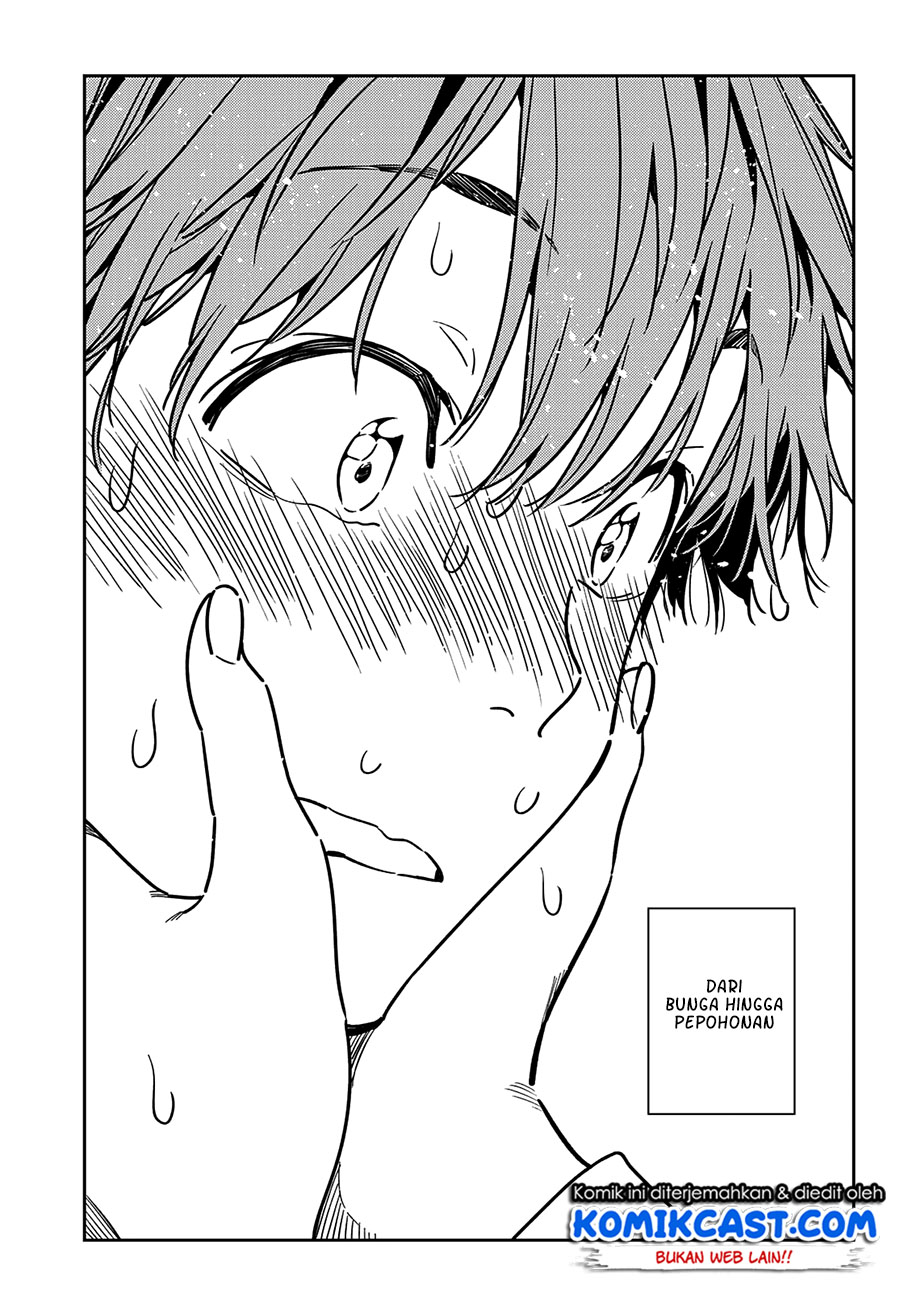 DARI
BUNGA HINGGA
PEPOHONAN
Komik ini diterjemahkan & diedit oleh
KOMIKCAST.COM
BUKAN WEB LAIN!!